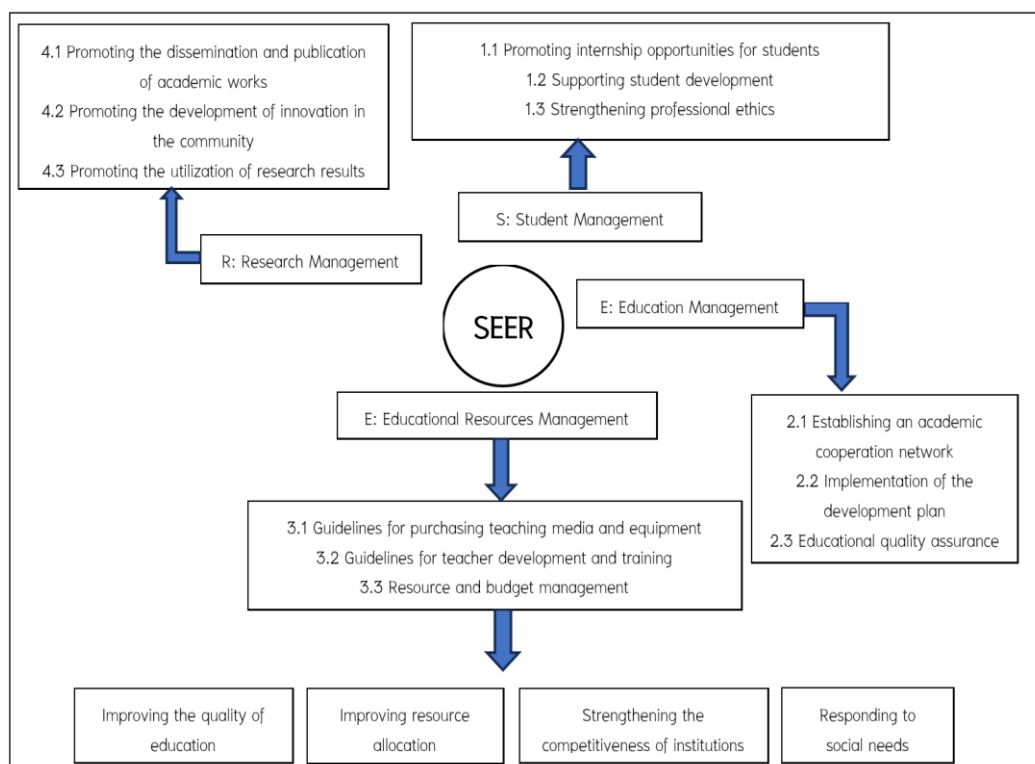 4.1 Promoting the dissemination and publication
of academic works
4.2 Promoting the development of innovation in
the community
4.3 Promoting the utilization of research results
1.1 Promoting internship opportunities for students
1.2 Supporting student development
1.3 Strengthening professional ethics
S: Student Management
R: Research Management
SEER
E: Education Management
E: Educational Resources Management
2.1 Establishing an academic
cooperation network
2.2 Implementation of the
development plan
2.3 Educational quality assurance
3.1 Guidelines for purchasing teaching media and equipment
3.2 Guidelines for teacher development and training
3.3 Resource and budget management
Improving the quality of
education
Improving resource
allocation
Strengthening the
competitiveness of institutions
Responding to
social needs